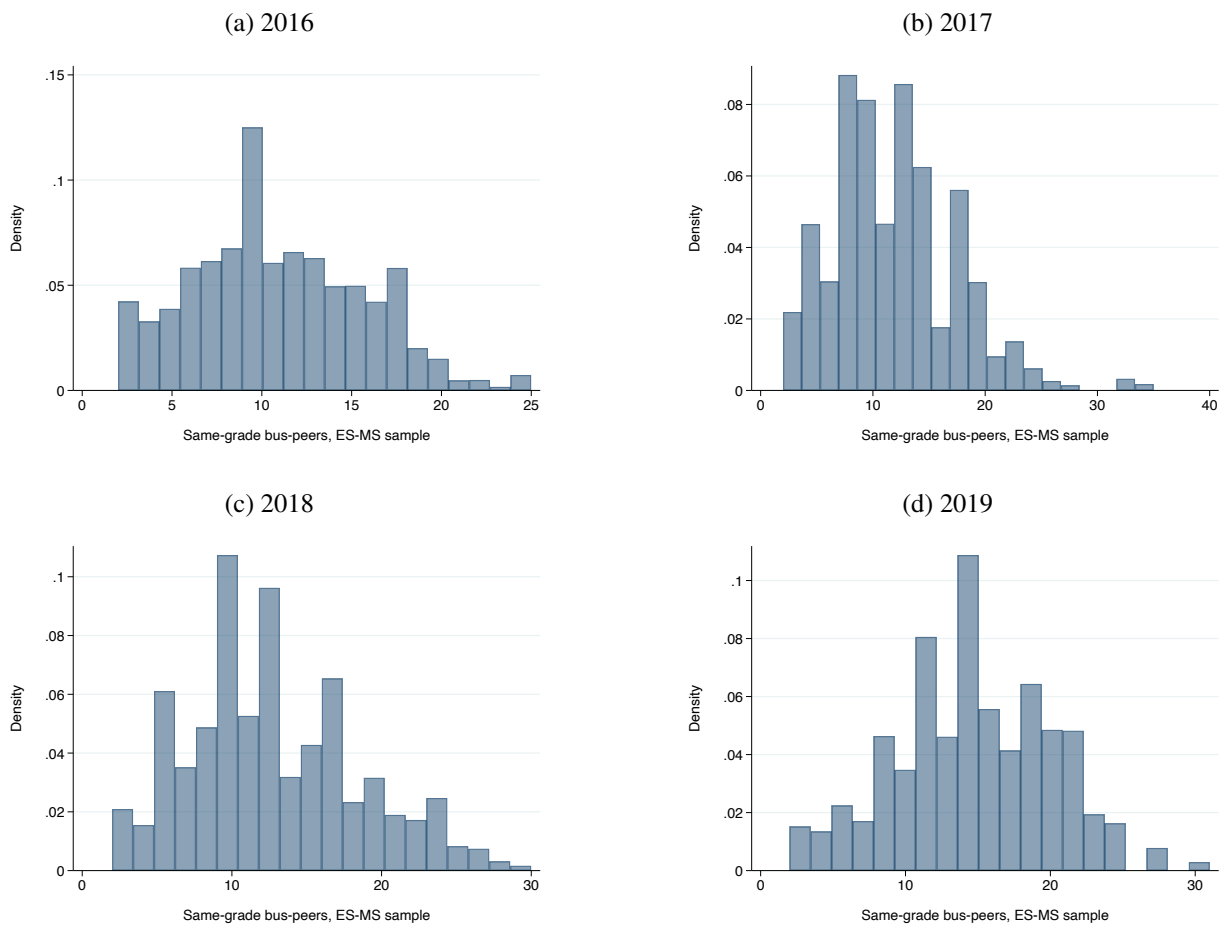 (a) 2016
.15
.1
.05
0
Density
0 5 10 15 20 25
Same-grade bus-peers, ES-MS sample
(b) 2017
.08
.06
.04
.02
0
Density
0 10 20 30 40
Same-grade bus-peers, ES-MS sample
(c) 2018
.1
.08
.06
.04
.02
0
Density
0 10 20 30
Same-grade bus-peers, ES-MS sample
(d) 2019
.1
.08
.06
.04
.02
0
Density
0 10 20 30
Same-grade bus-peers, ES-MS sample